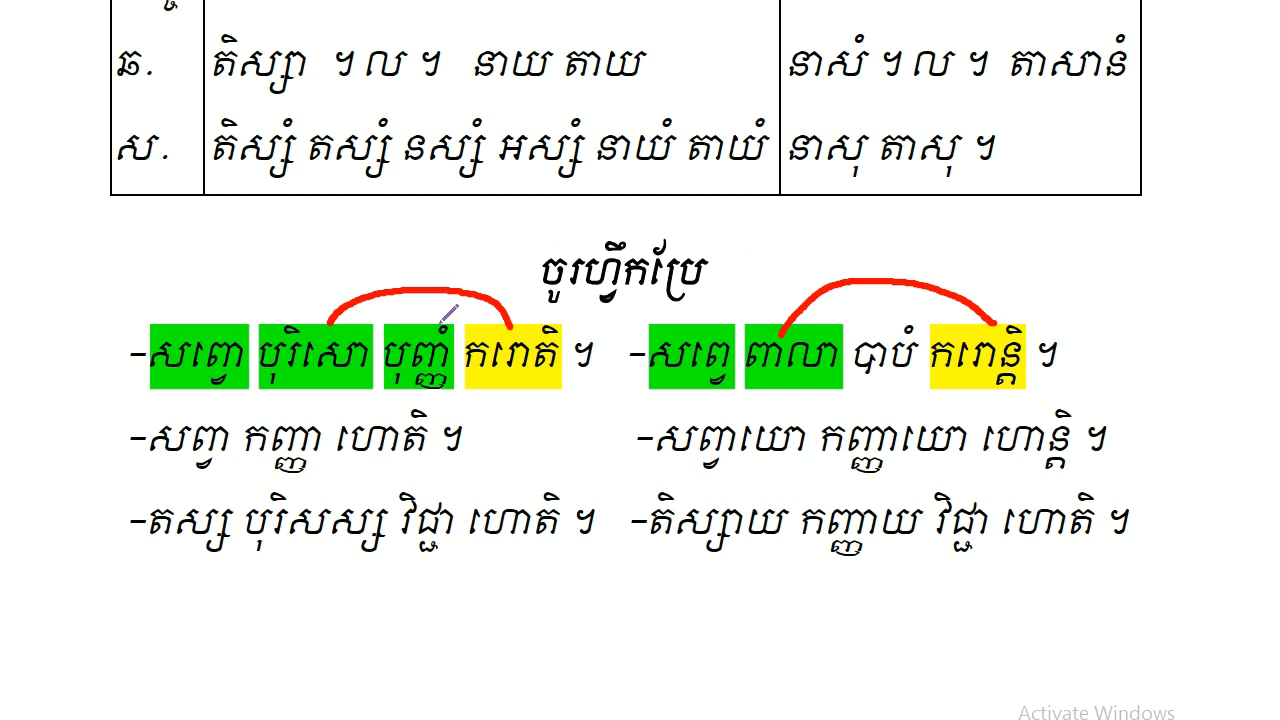 ឆ. តិស្សា ។ ល ។ នាយ តាយ នាសំ ។ ល ។ តាសានំ
ស. តិស្សំ តស្សំ នស្សំ អស្សំ នាយំ តាយំ នាសុ តាសុ ។
ចូរហ្វឹកប្រែ
-សព្វោ បុរិសោ បុញ្ញំ ករោតិ ។ -សព្វេ ពាលា បាបំ ករោន្តិ ។
-សព្វា កញ្ញា ហោតិ ។ -សព្វាយោ កញ្ញាយោ ហោន្តិ ។
-តស្ស បុរិសស្ស វិជ្ជា ហោតិ ។ -តិស្សាយ កញ្ញាយ វិជ្ជា ហោតិ ។
Activate Windows